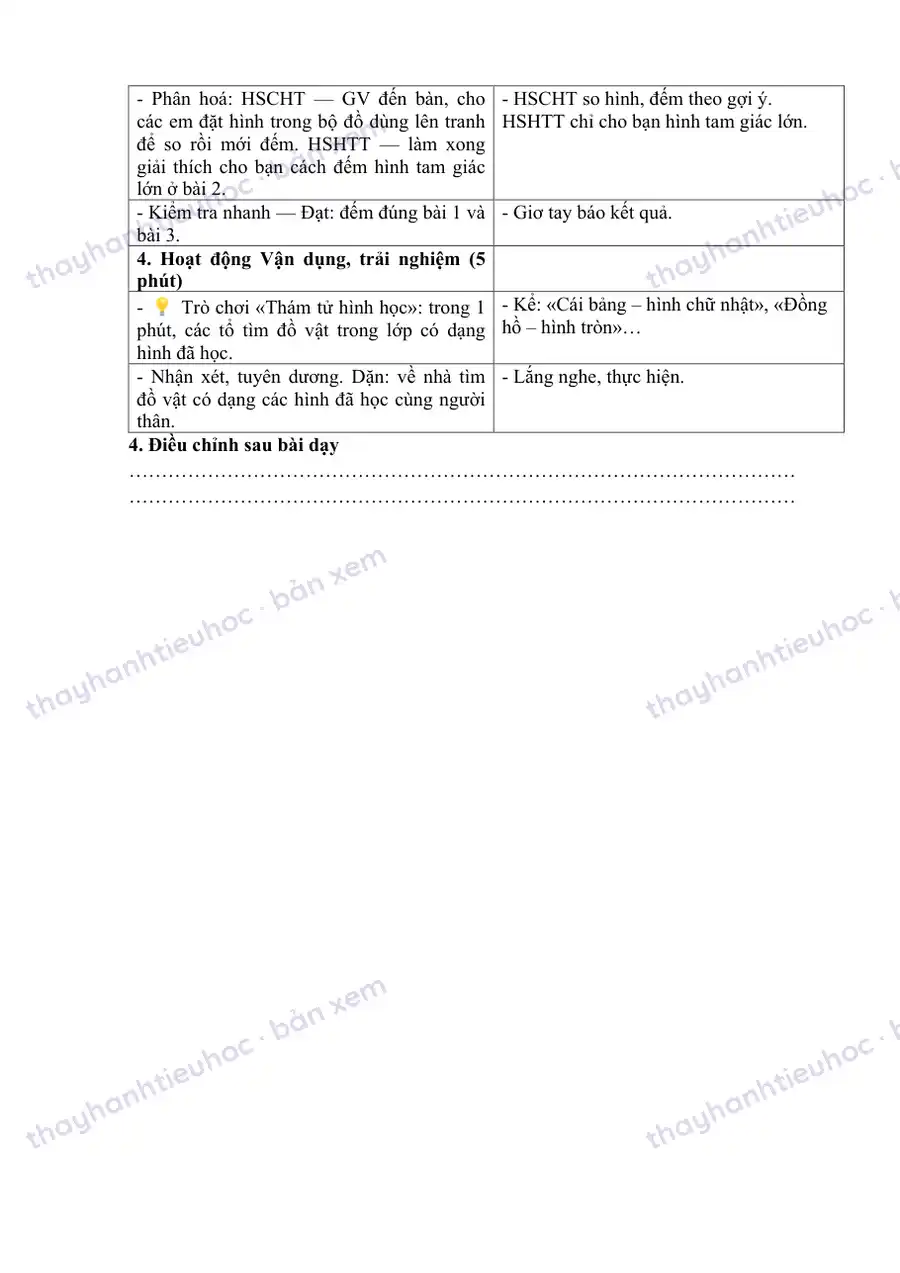 - Phân hoá: HSCHT — GV đến bàn, cho
các em đặt hình trong bộ đồ dùng lên tranh
để so rồi mới đếm. HSHTT — làm xong
giải thích cho bạn cách đếm hình tam giác
lớn ở bài 2.
- HSCHT so hình, đếm theo gợi ý.
HSHTT chỉ cho bạn hình tam giác lớn.
- Kiểm tra nhanh — Đạt: đếm đúng bài 1 và
bài 3.
- Giơ tay báo kết quả.
4. Hoạt động Vận dụng, trải nghiệm (5
phút)
- 💡 Trò chơi «Thám tử hình học»: trong 1
phút, các tổ tìm đồ vật trong lớp có dạng
hình đã học.
- Kể: «Cái bảng – hình chữ nhật», «Đồng
hồ – hình tròn»…
- Nhận xét, tuyên dương. Dặn: về nhà tìm
đồ vật có dạng các hình đã học cùng người
thân.
- Lắng nghe, thực hiện.
4. Điều chỉnh sau bài dạy
…………………………………………………………………………………………
…………………………………………………………………………………………
thayhanhtieuhoc · bản xem
thayhanhtieuhoc · b
thayhanhtieuhoc · bản xem
thayhanhtieuhoc · b
thayhanhtieuhoc · bản xem
thayhanhtieuhoc · b